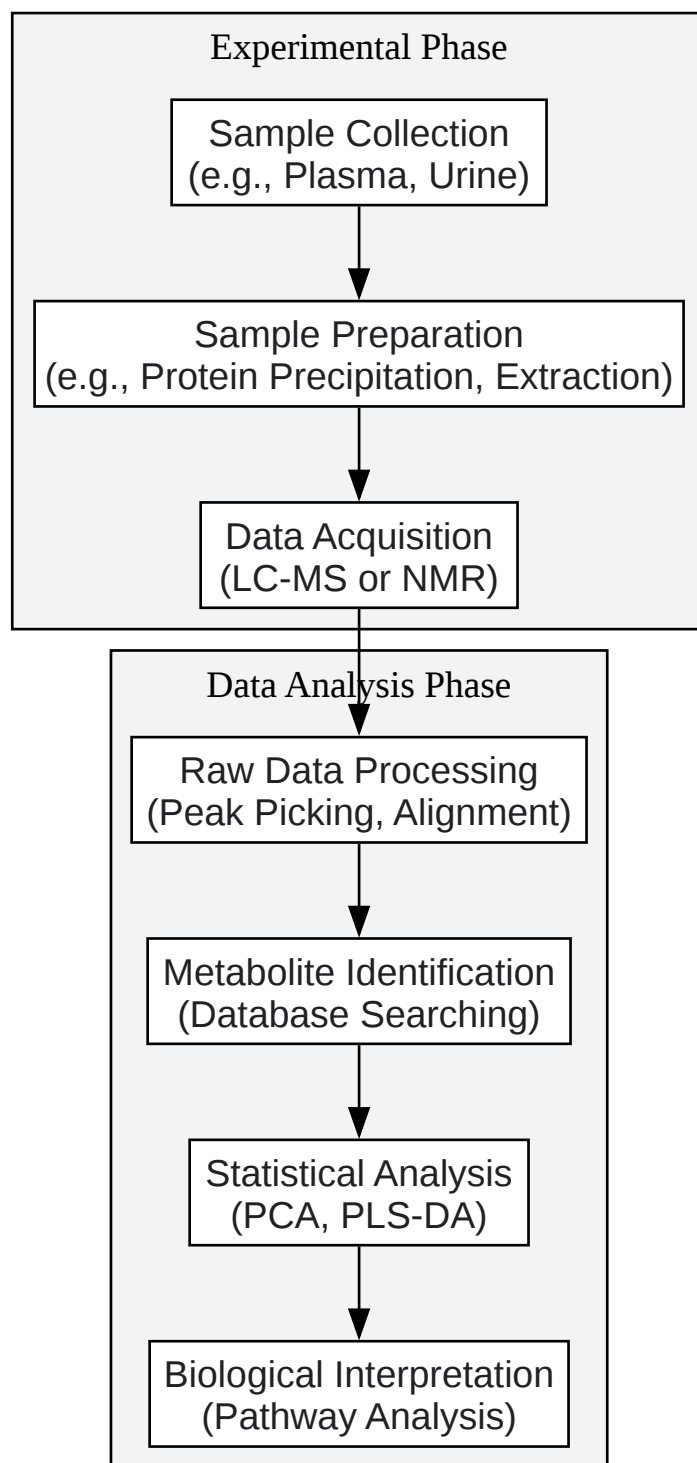 Experimental Phase
Sample Collection
(e.g., Plasma, Urine)
Sample Preparation
(e.g., Protein Precipitation, Extraction)
Data Acquisition
(LC-MS or NMR)
Data Analysis Phase
Raw Data Processing
(Peak Picking, Alignment)
Metabolite Identification
(Database Searching)
Statistical Analysis
(PCA, PLS-DA)
Biological Interpretation
(Pathway Analysis)